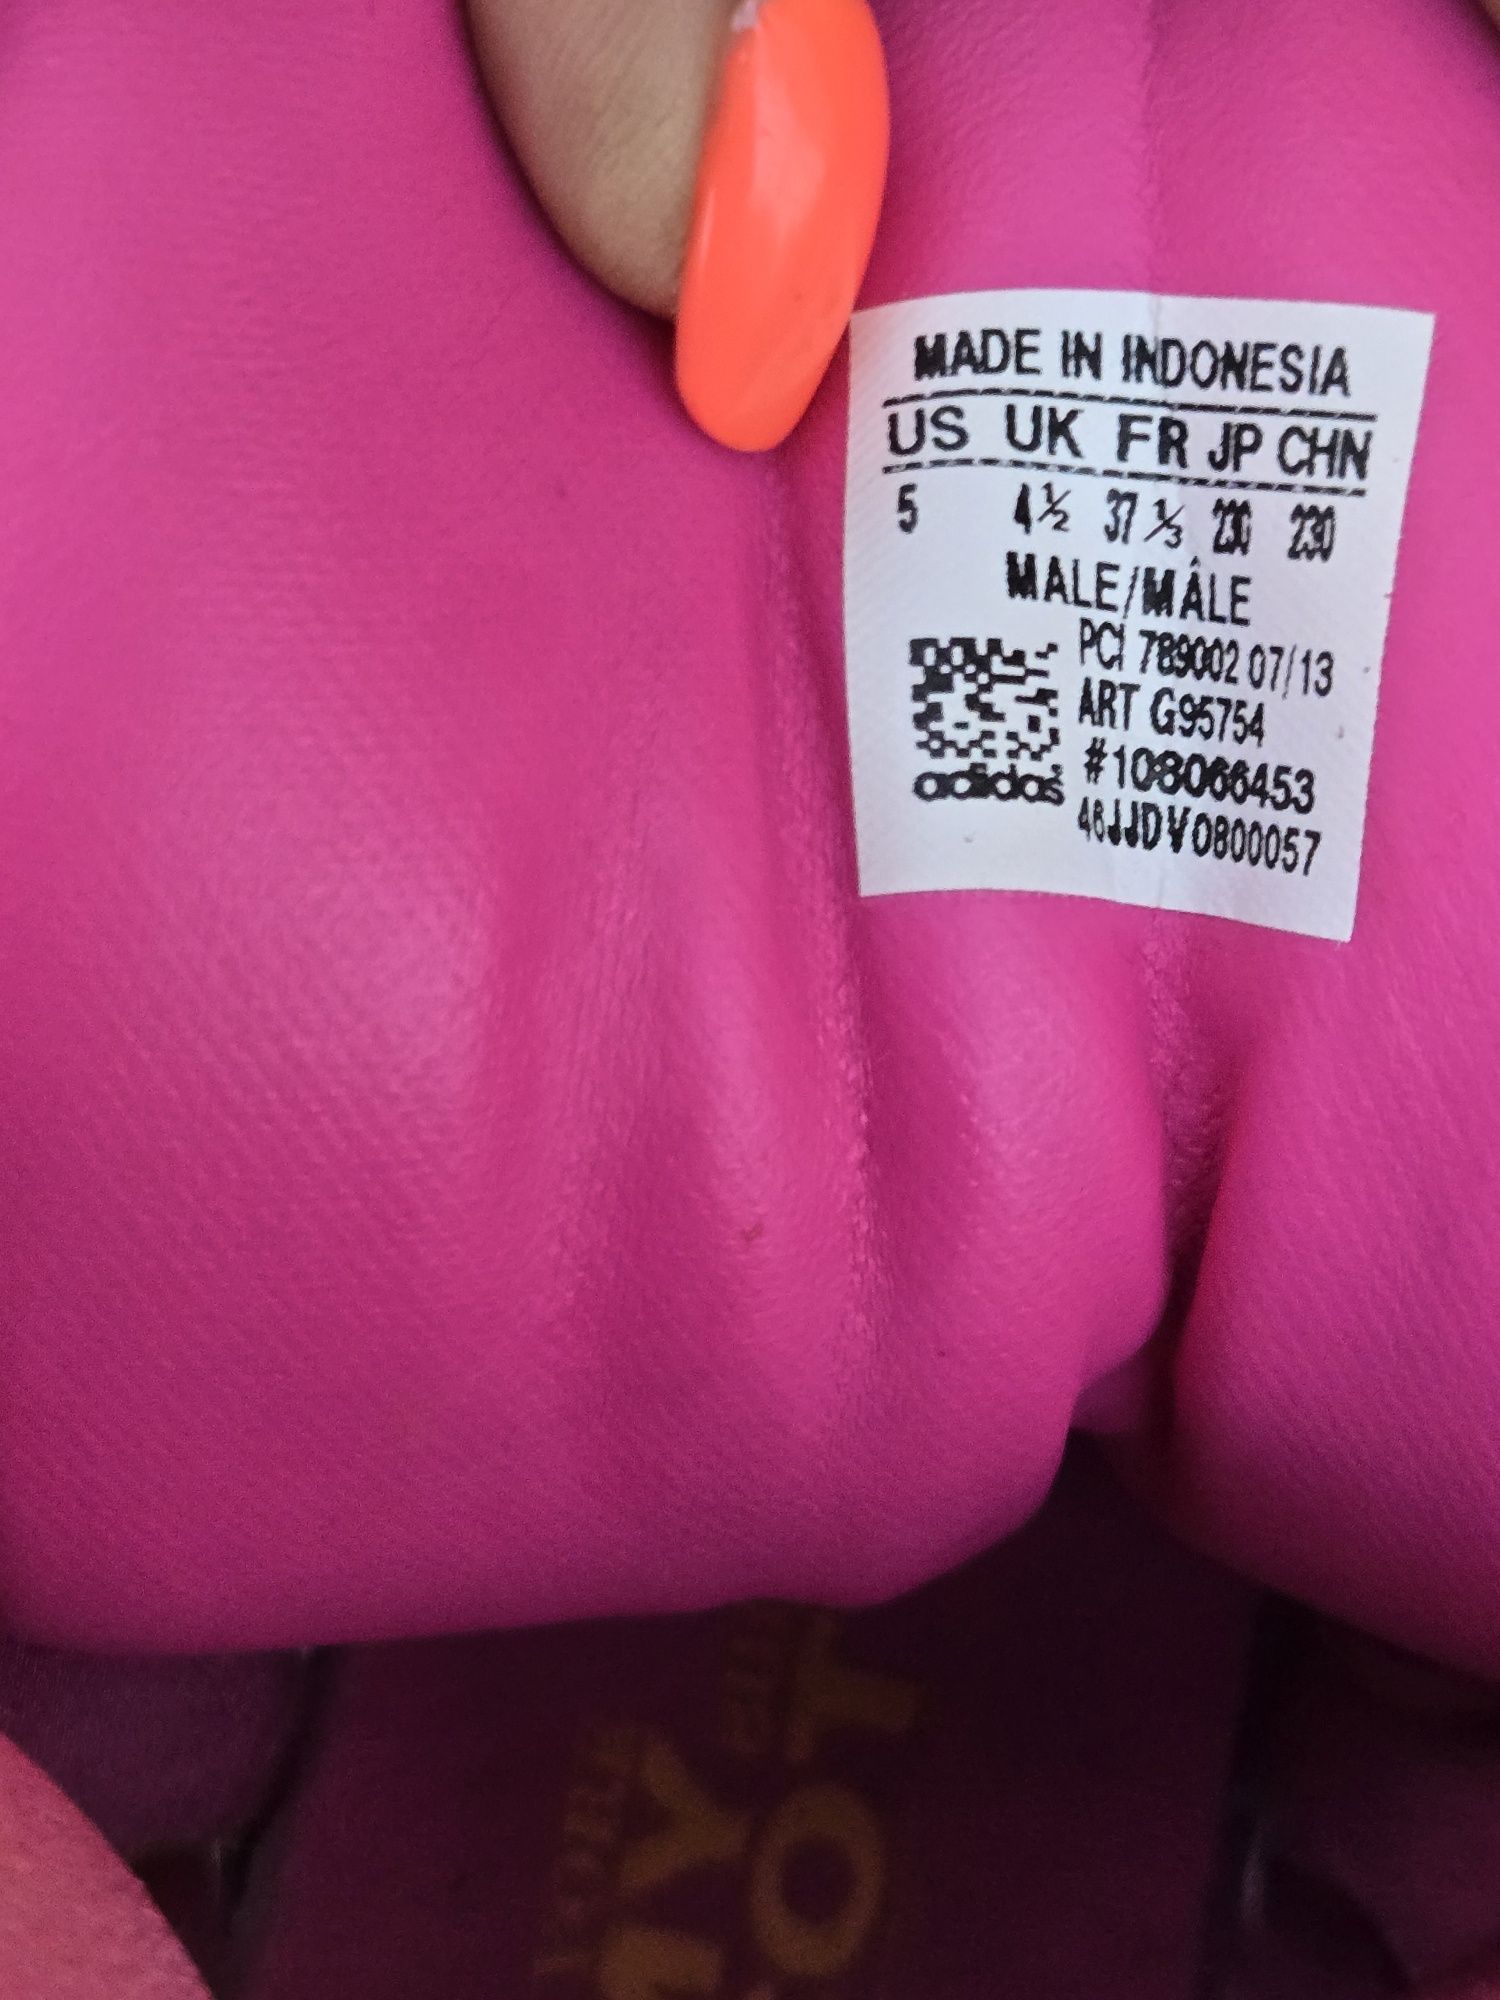 MADE IN INDONESIA
US UK FR JP CHN
5 4½ 37⅓ 230 230
MALE/MÂLE
PCI 789002 07/13
ART G95754
#108066453
46JJDV0800057
adidas